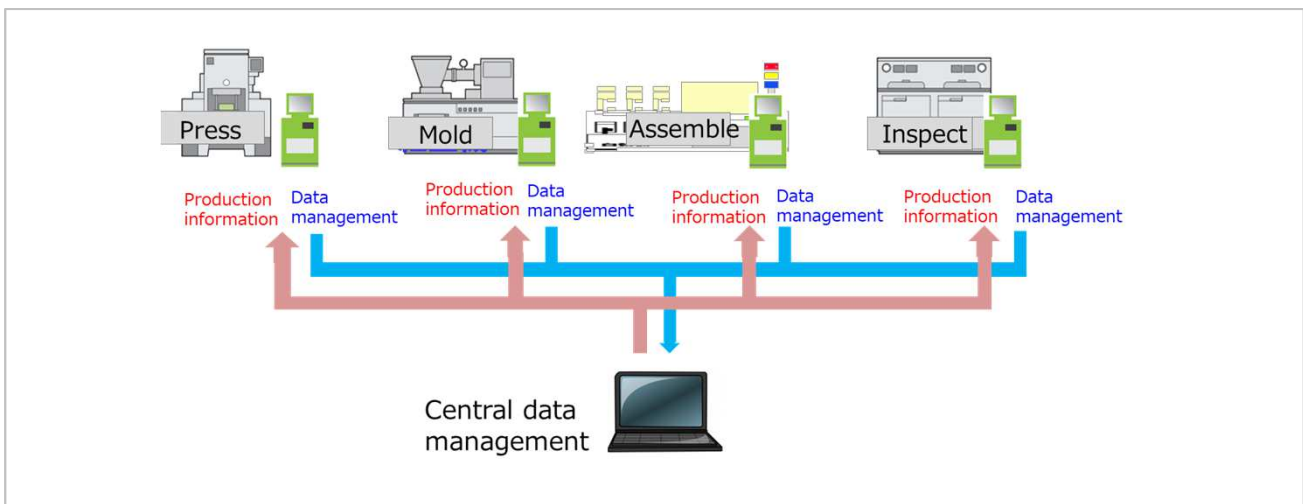 Press
Mold
Assemble
Inspect
Production
information
Data
management
Production
information
Data
management
Production
information
Data
management
Production
information
Data
management
Central data
management